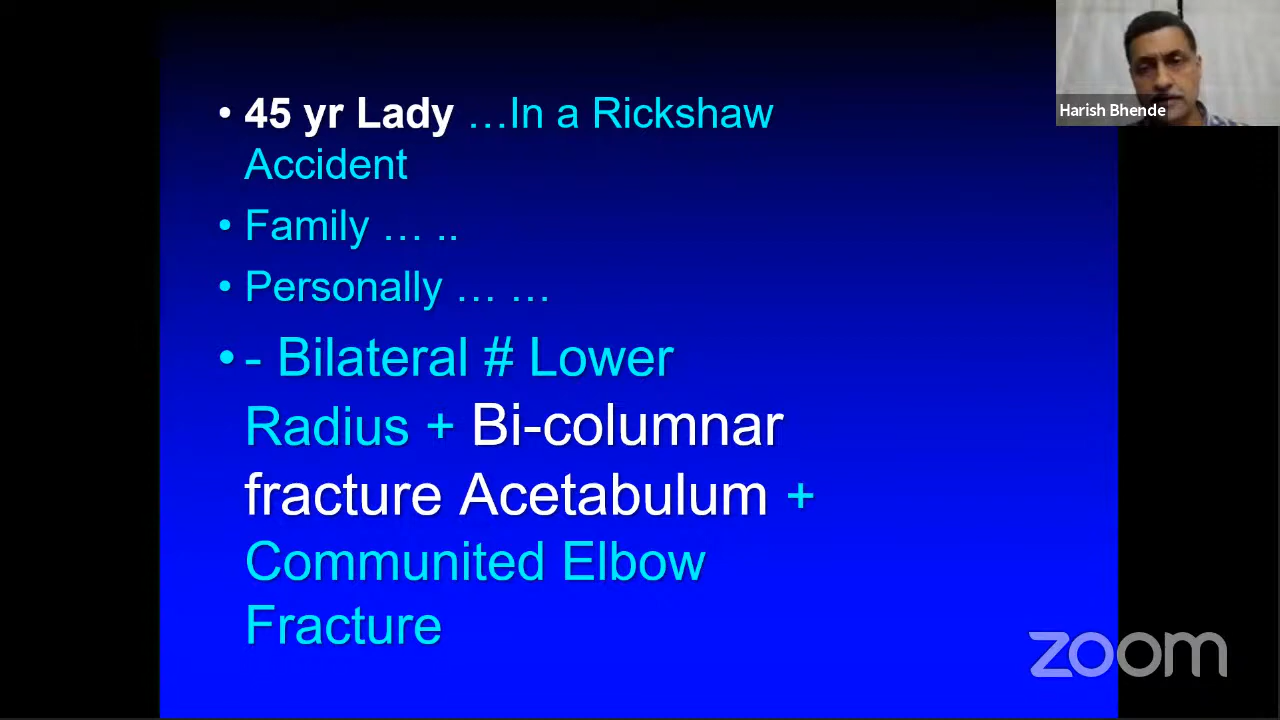 • 45 yr Lady …In a Rickshaw
Accident
• Family … ..
• Personally … …
• - Bilateral # Lower
Radius + Bi-columnar
fracture Acetabulum +
Communited Elbow
Fracture
Harish Bhende
zoom